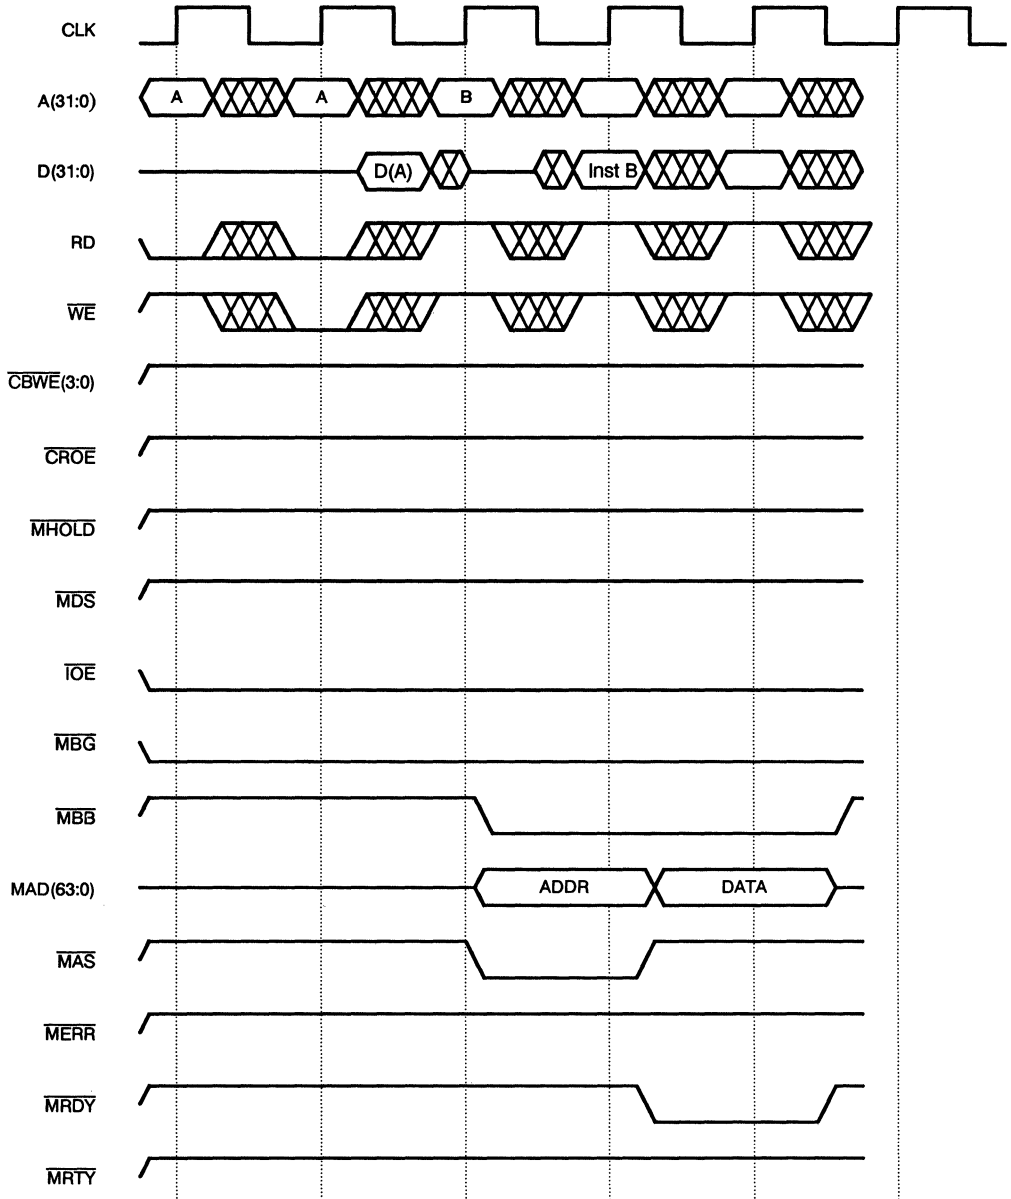 CLK
A(31:0)
A
A
B
D(31:0)
D(A)
Inst B
RD
WE
CBWE(3:0)
CROE
MHOLD
MDS
IOE
MBG
MBB
MAD(63:0)
ADDR
DATA
MAS
MERR
MRDY
MRTY